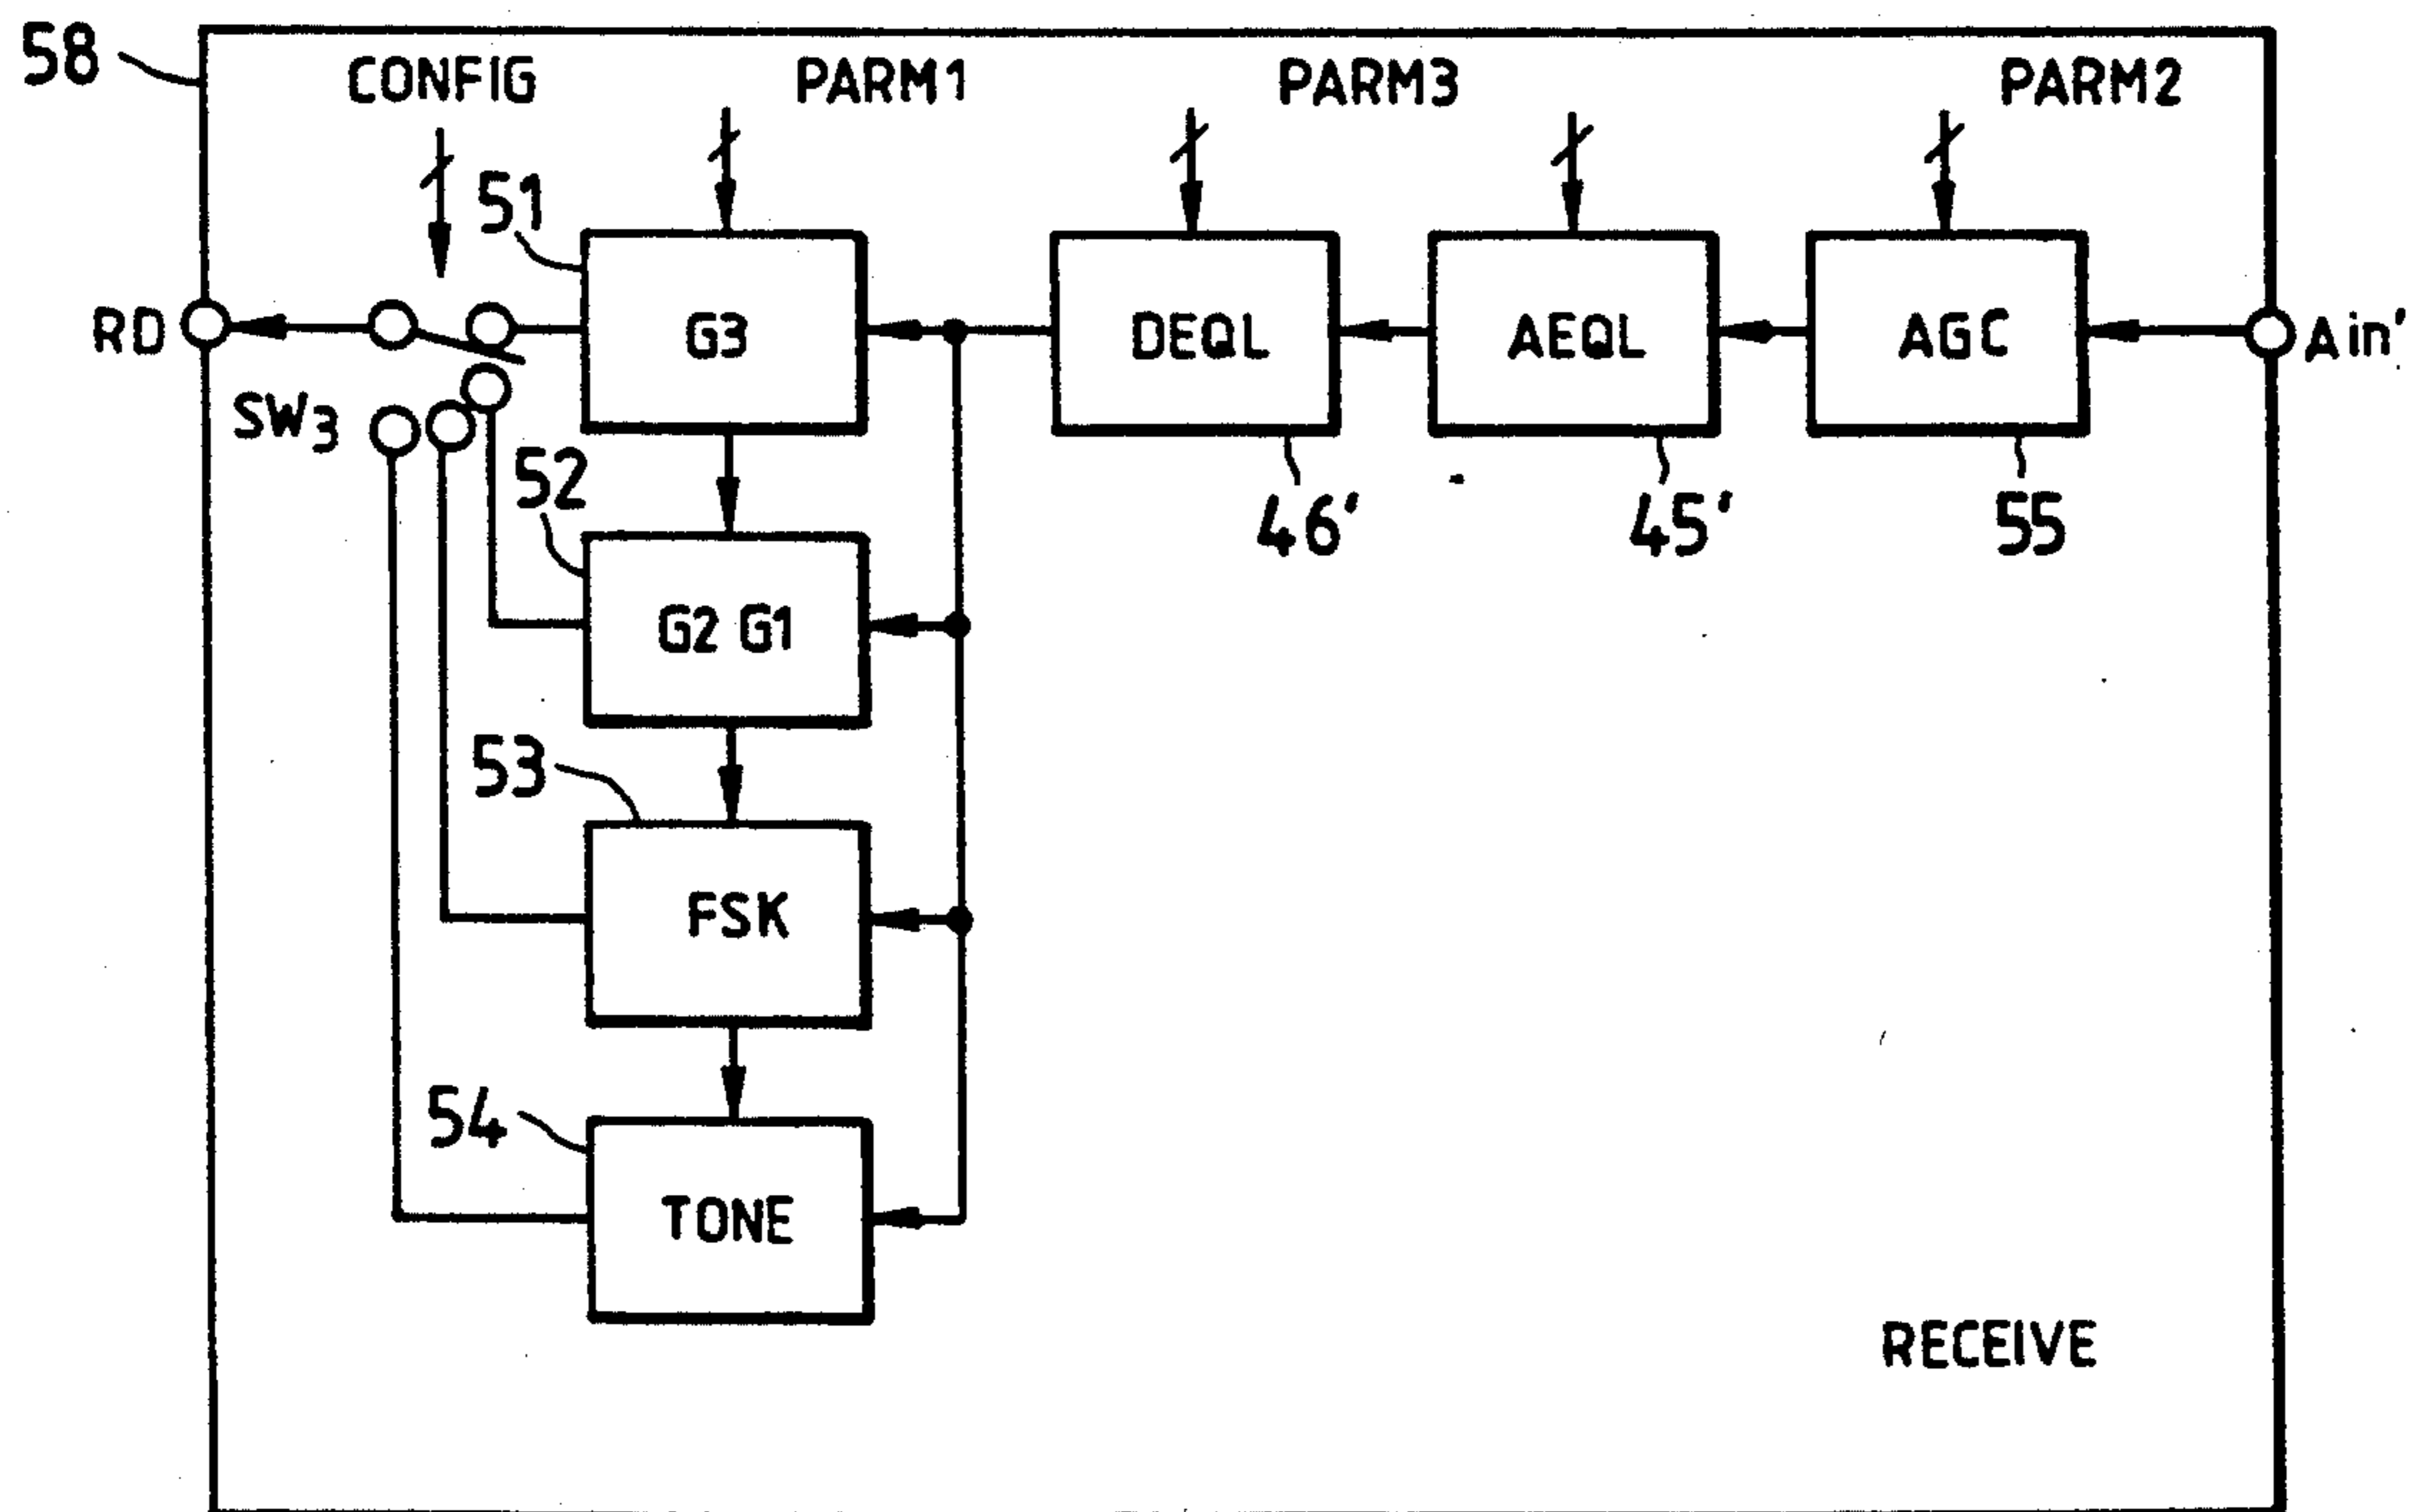 58
CONFIG
PARM1
PARM3
PARM2
51
RD
G3
DEQL
AEQL
AGC
Ain'
SW3
52
46'
45'
55
G2 G1
53
FSK
54
TONE
RECEIVE